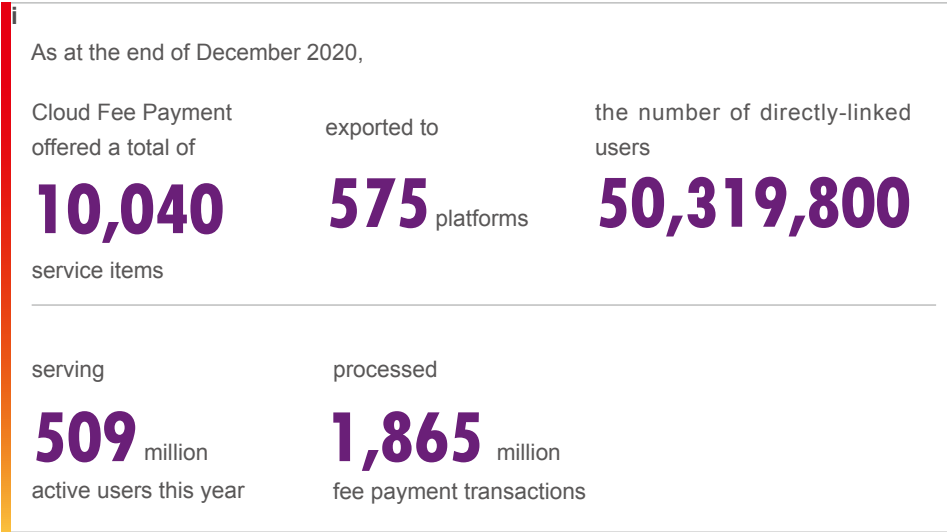 i
As at the end of December 2020,
Cloud Fee Payment
offered a total of
10,040
service items
exported to
575 platforms
the number of directly-linked
users
50,319,800
serving
509 million
active users this year
processed
1,865 million
fee payment transactions